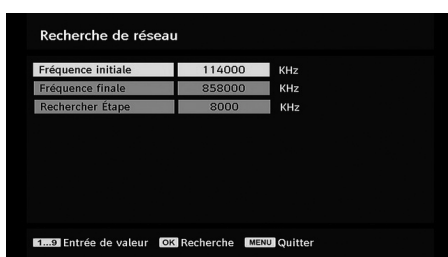 Recherche de réseau
Fréquence initiale 114000 KHz
Fréquence finale 858000 KHz
Rechercher Étape 8000 KHz
1...9 Entrée de valeur OK Recherche MENU Quitter